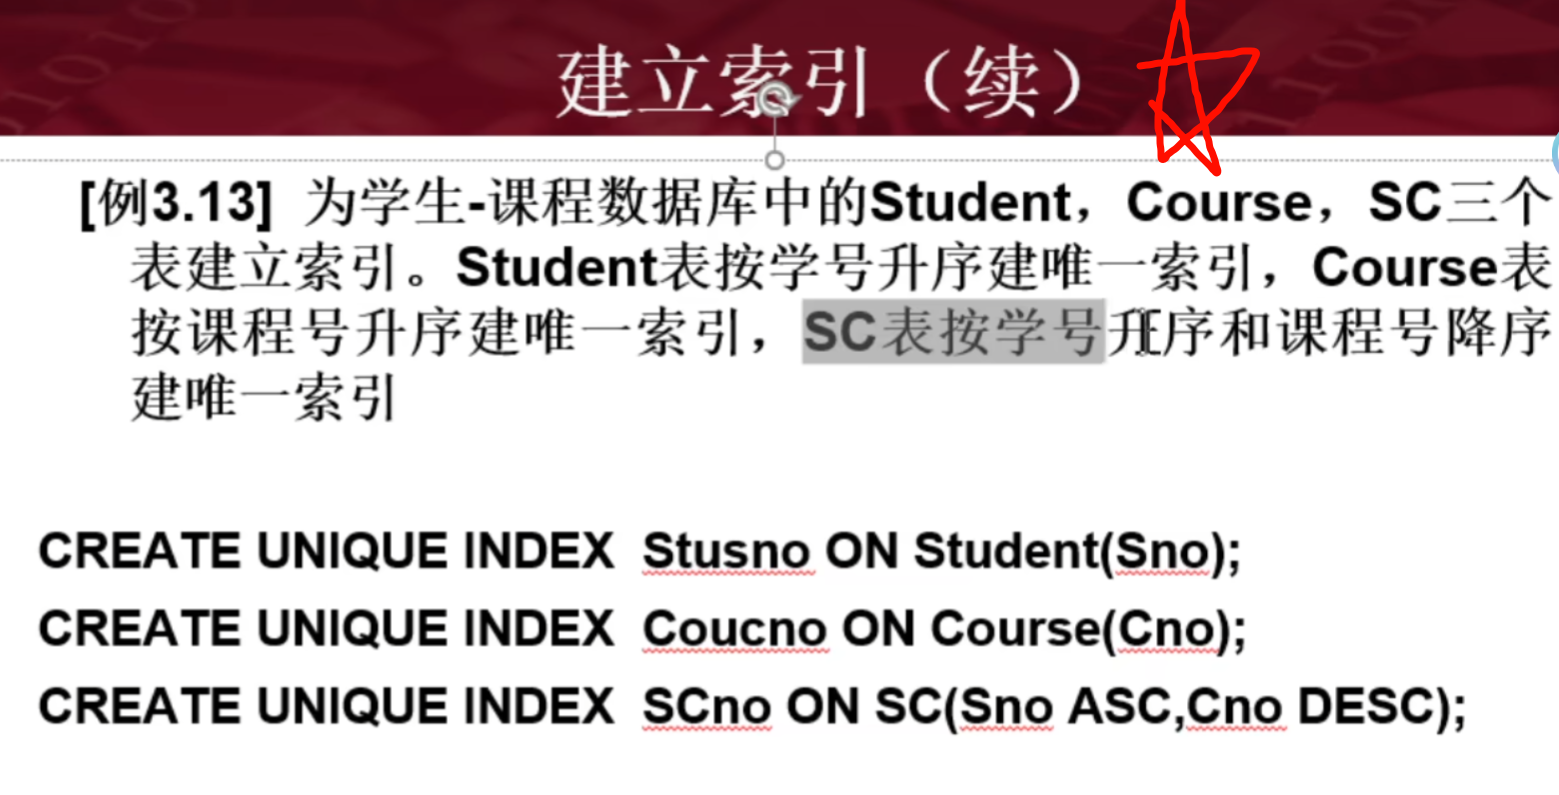 建立索引（续）
[例3.13] 为学生-课程数据库中的Student，Course，SC三个
表建立索引。Student表按学号升序建唯一索引，Course表
按课程号升序建唯一索引，SC表按学号升序和课程号降序
建唯一索引
CREATE UNIQUE INDEX Stusno ON Student(Sno);
CREATE UNIQUE INDEX Coucno ON Course(Cno);
CREATE UNIQUE INDEX SCno ON SC(Sno ASC,Cno DESC);